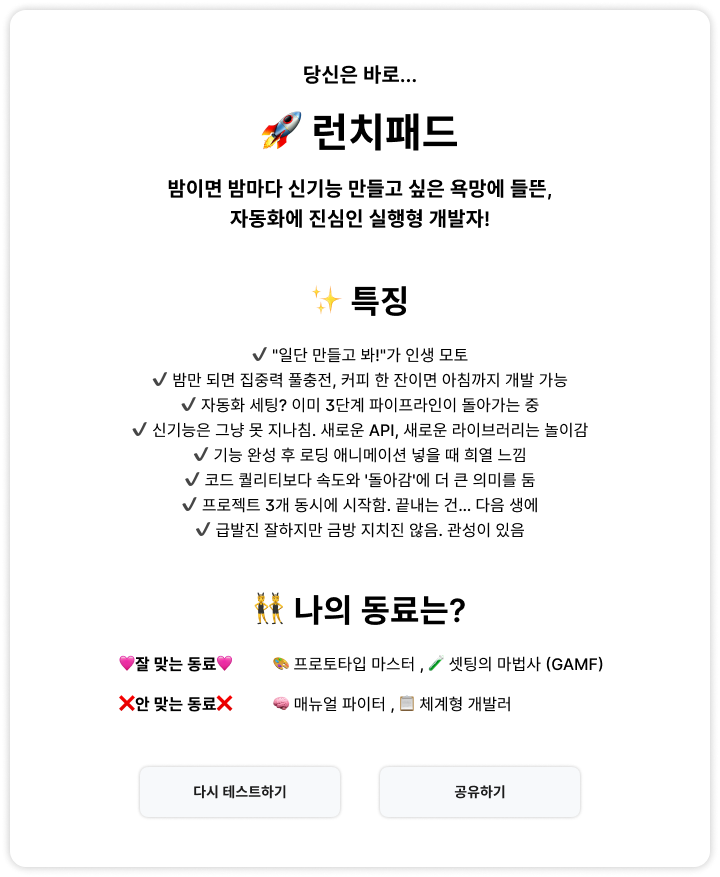 당신은 바로...
🚀 런치패드
밤이면 밤마다 신기능 만들고 싶은 욕망에 들뜬,
자동화에 진심인 실행형 개발자!
✨ 특징
✔ "일단 만들고 봐!"가 인생 모토
✔ 밤만 되면 집중력 풀충전, 커피 한 잔이면 아침까지 개발 가능
✔ 자동화 세팅? 이미 3단계 파이프라인이 돌아가는 중
✔ 신기능은 그냥 못 지나침. 새로운 API, 새로운 라이브러리는 놀이감
✔ 기능 완성 후 로딩 애니메이션 넣을 때 희열 느낌
✔ 코드 퀄리티보다 속도와 '돌아감'에 더 큰 의미를 둠
✔ 프로젝트 3개 동시에 시작함. 끝내는 건... 다음 생에
✔ 급발진 잘하지만 금방 지치진 않음. 관성이 있음
👯 나의 동료는?
💖잘 맞는 동료💖 🎨 프로토타입 마스터 , 🧪 셋팅의 마법사 (GAMF)
❌안 맞는 동료❌ 🧠 매뉴얼 파이터 , 📋 체계형 개발러
다시 테스트하기 공유하기